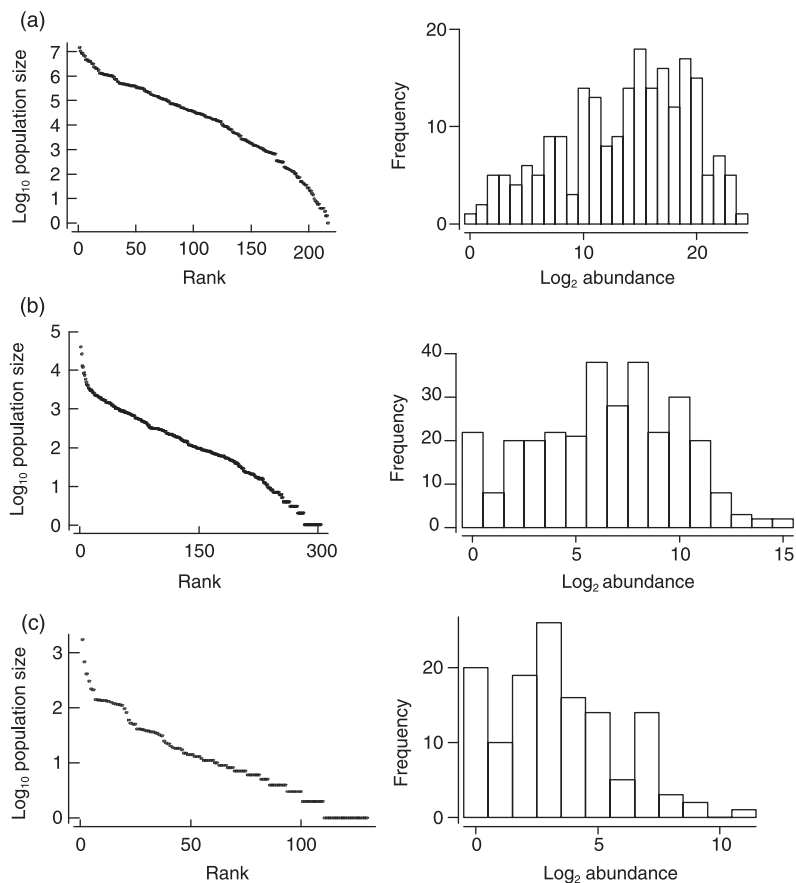 (a)
7
6
5
4
3
2
1
0
Log₁₀ population size
0 50 100 150 200
Rank
20
10
0
Frequency
0 10 20
Log₂ abundance
(b)
5
4
3
2
1
0
Log₁₀ population size
0 150 300
Rank
40
30
20
10
0
Frequency
0 5 10 15
Log₂ abundance
(c)
3
2
1
0
Log₁₀ population size
0 50 100
Rank
20
10
0
Frequency
0 5 10
Log₂ abundance